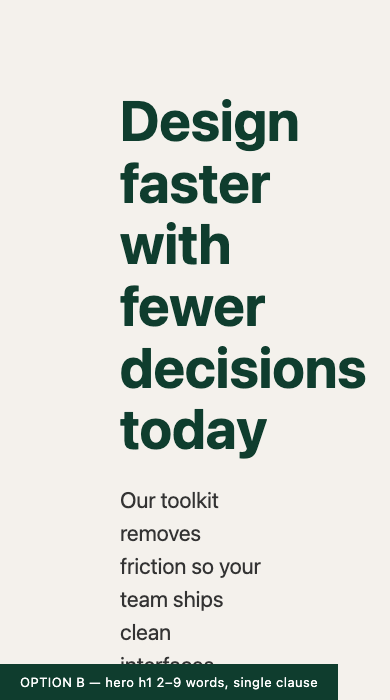 Design
faster
with
fewer
decisions
today
Our toolkit
removes
friction so your
team ships
clean
interfaces
OPTION B — hero h1 2–9 words, single clause